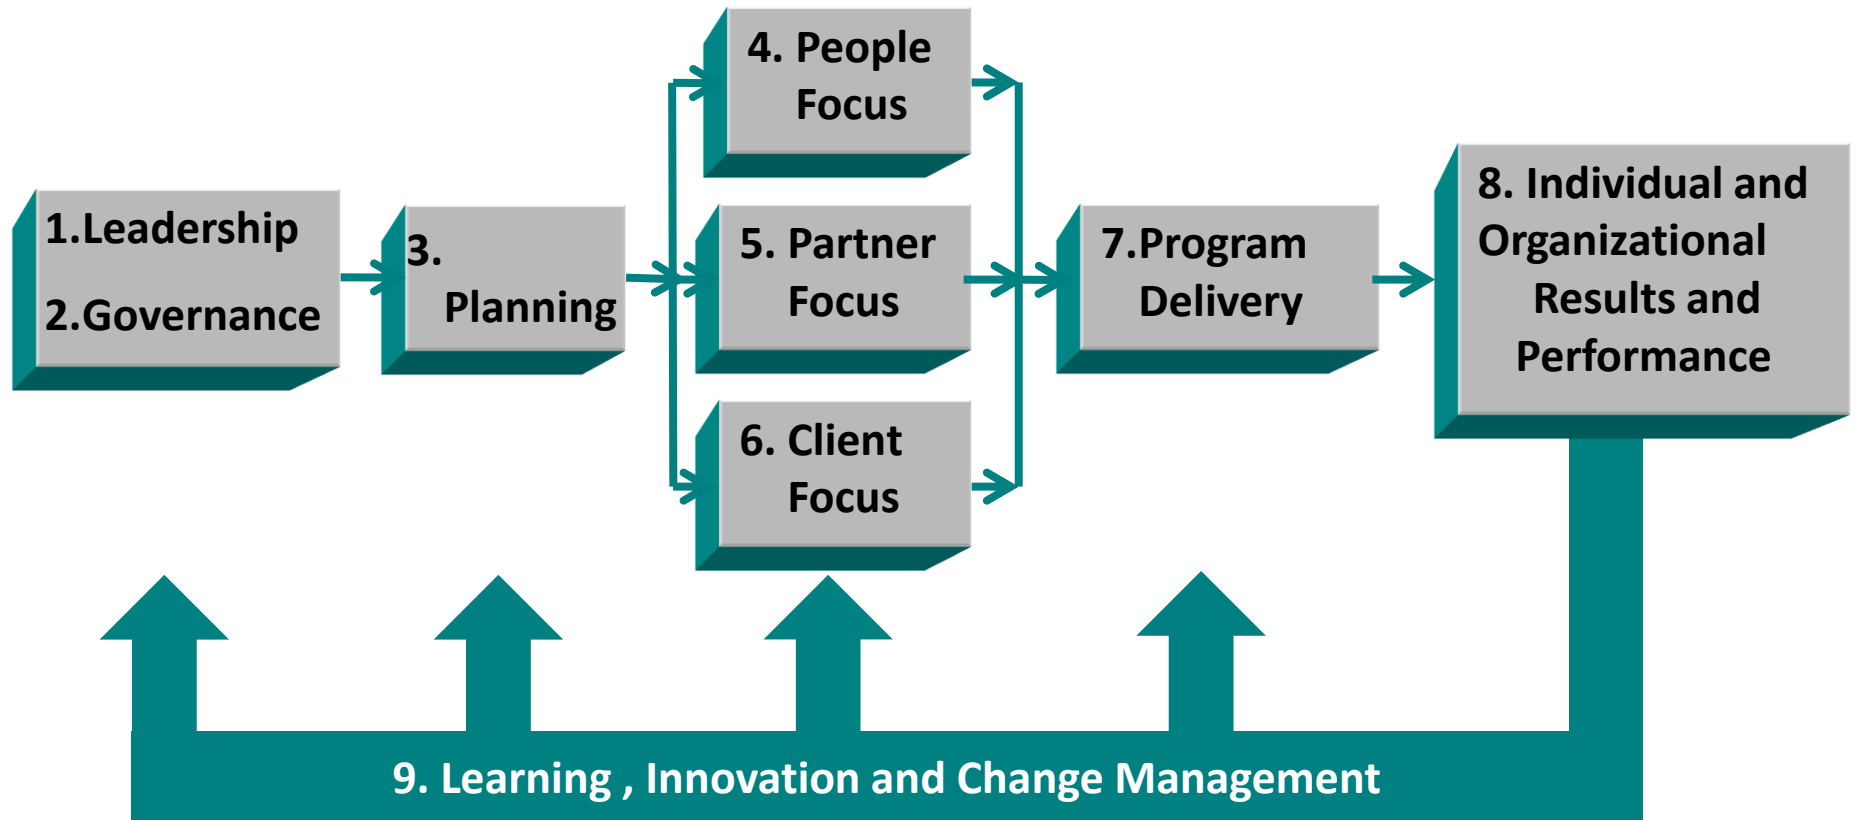 1.Leadership
2.Governance
3.
Planning
4. People
Focus
5. Partner
Focus
6. Client
Focus
7.Program
Delivery
8. Individual and
Organizational
Results and
Performance
9. Learning , Innovation and Change Management